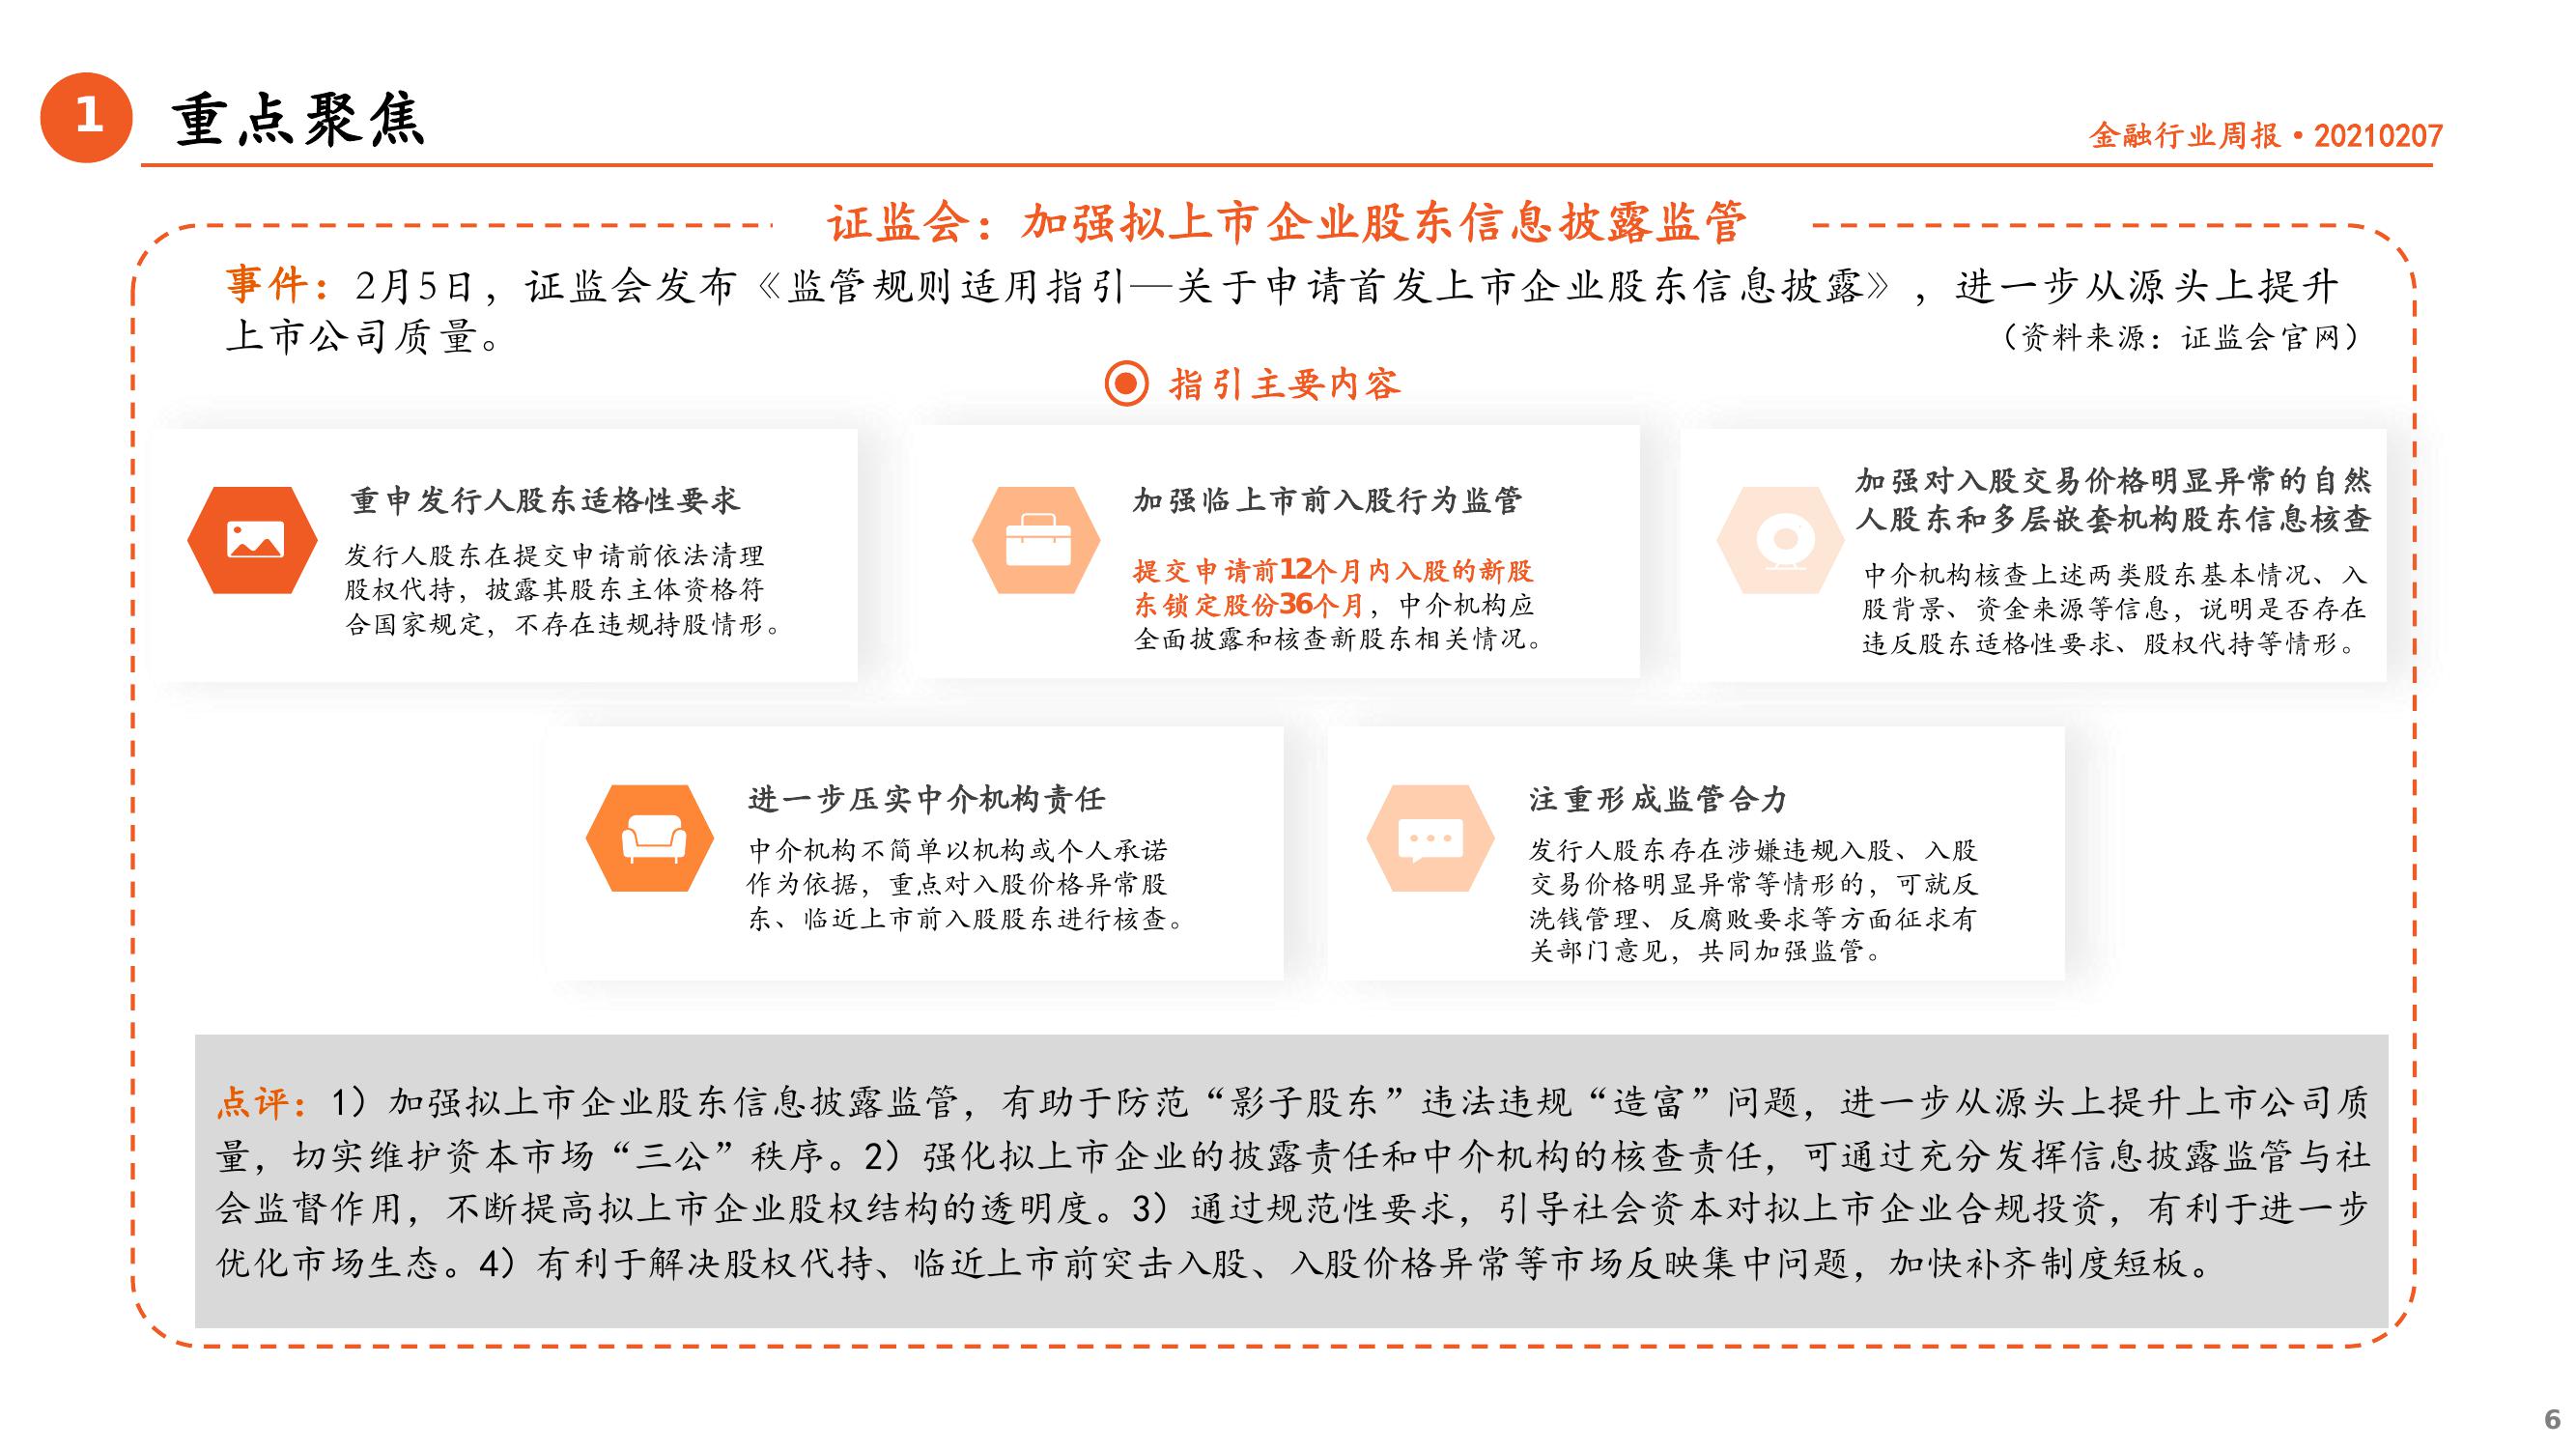 1
重点聚焦
金融行业周报•20210207
证监会：加强拟上市企业股东信息披露监管
事件：2月5日，证监会发布《监管规则适用指引—关于申请首发上市企业股东信息披露》，进一步从源头上提升
上市公司质量。
（资料来源：证监会官网）
指引主要内容
重申发行人股东适格性要求
发行人股东在提交申请前依法清理
股权代持，披露其股东主体资格符
合国家规定，不存在违规持股情形。
加强临上市前入股行为监管
提交申请前12个月内入股的新股
东锁定股份36个月，中介机构应
全面披露和核查新股东相关情况。
加强对入股交易价格明显异常的自然
人股东和多层嵌套机构股东信息核查
中介机构核查上述两类股东基本情况、入
股背景、资金来源等信息，说明是否存在
违反股东适格性要求、股权代持等情形。
进一步压实中介机构责任
中介机构不简单以机构或个人承诺
作为依据，重点对入股价格异常股
东、临近上市前入股股东进行核查。
注重形成监管合力
发行人股东存在涉嫌违规入股、入股
交易价格明显异常等情形的，可就反
洗钱管理、反腐败要求等方面征求有
关部门意见，共同加强监管。
点评：1）加强拟上市企业股东信息披露监管，有助于防范“影子股东”违法违规“造富”问题，进一步从源头上提升上市公司质
量，切实维护资本市场“三公”秩序。2）强化拟上市企业的披露责任和中介机构的核查责任，可通过充分发挥信息披露监管与社
会监督作用，不断提高拟上市企业股权结构的透明度。3）通过规范性要求，引导社会资本对拟上市企业合规投资，有利于进一步
优化市场生态。4）有利于解决股权代持、临近上市前突击入股、入股价格异常等市场反映集中问题，加快补齐制度短板。
6